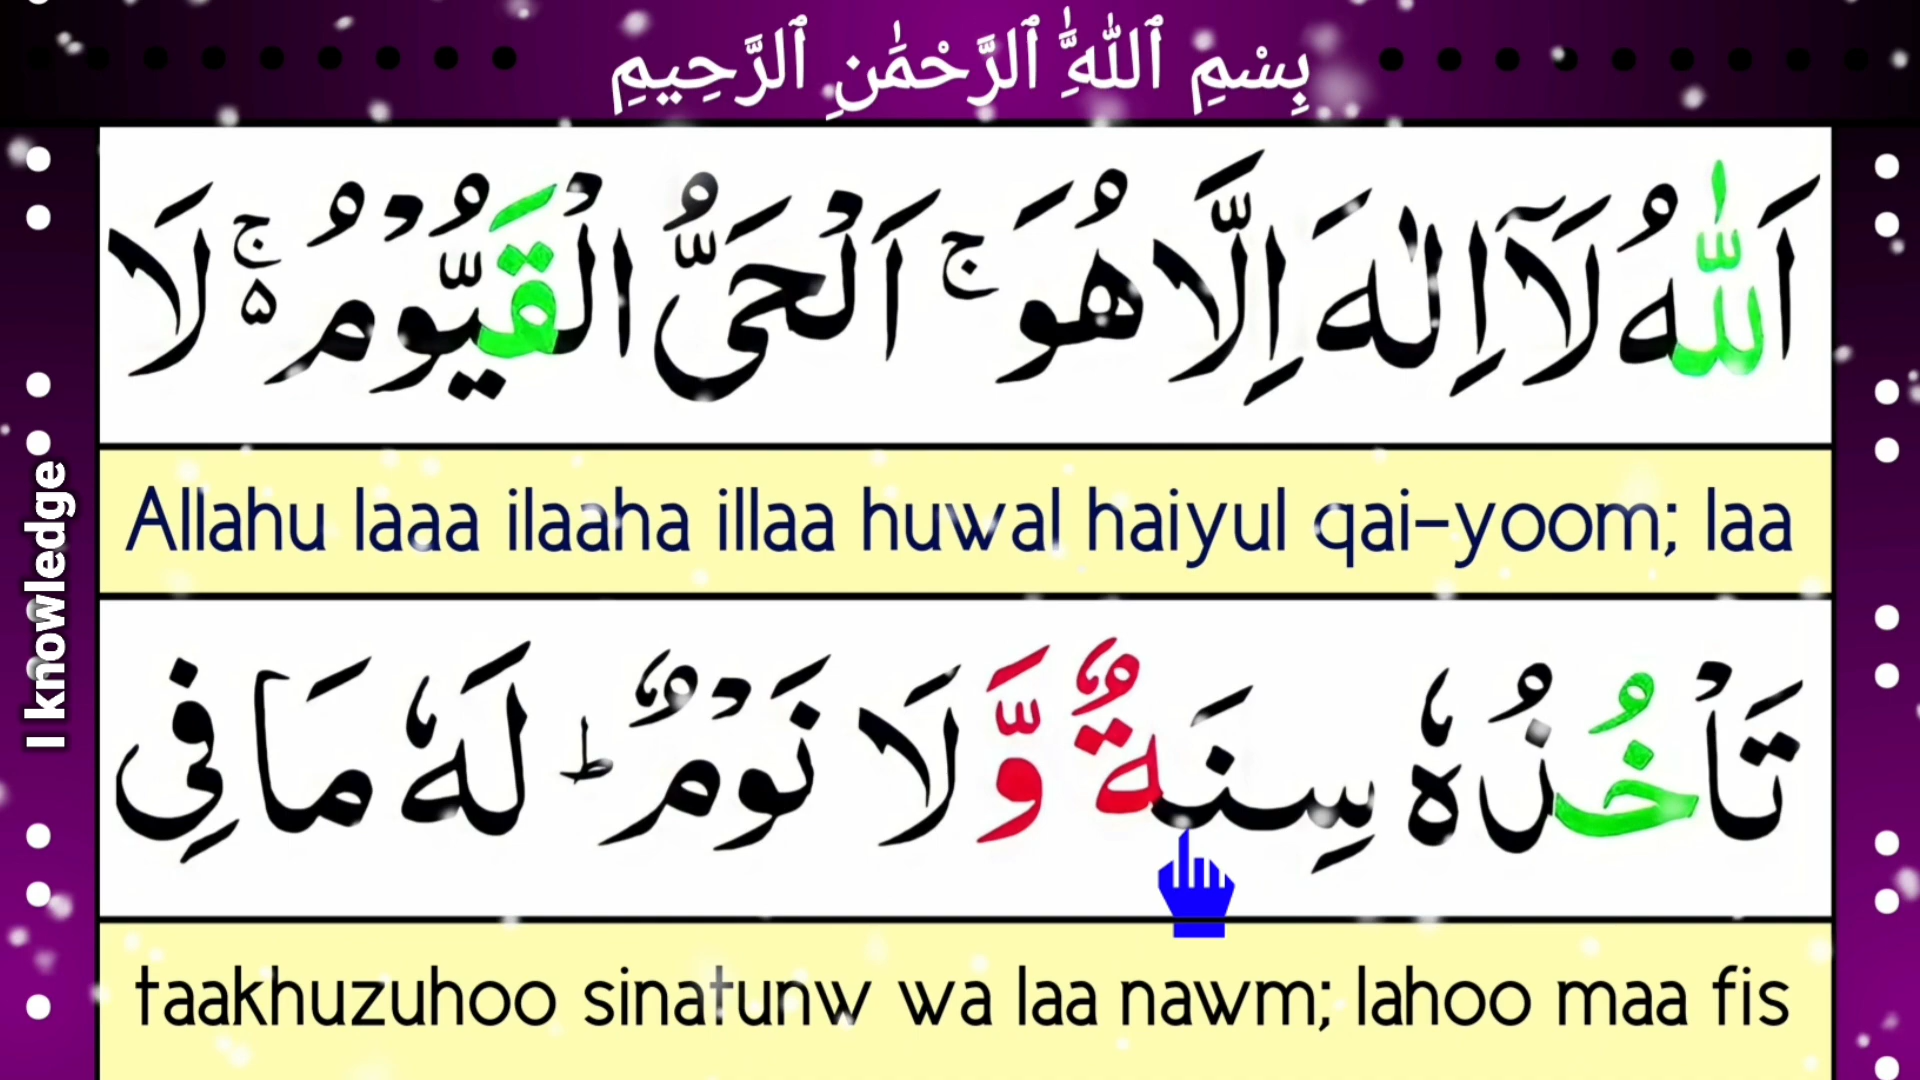 بِسْمِ ٱللَّهِ ٱلرَّحْمَٰنِ ٱلرَّحِيمِ
اَللّٰهُ لَآ اِلٰهَ اِلَّا هُوَ ۚ اَلْحَىُّ الْقَيُّوْمُ ۚ ۬ لَا
Allahu laaa ilaaha illaa huwal haiyul qai-yoom; laa
تَاْخُذُهٗ سِنَةٌ وَّلَا نَوْمٌ ؕ لَهٗ مَا فِى
taakhuzuhoo sinatunw wa laa nawm; lahoo maa fis
I knowledge